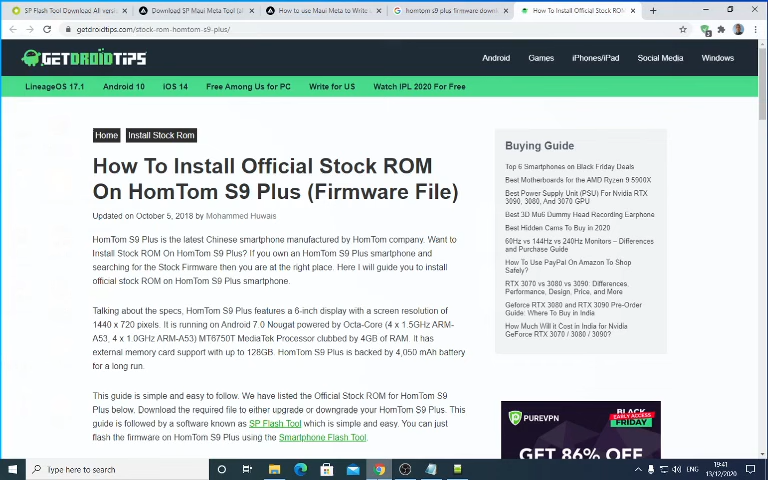 SP Flash Tool Download All versi
Download SP Maui Meta Tool (a
How to use Maui Meta to Write
homtom s9 plus firmware down
How To Install Official Stock ROM
getdroidtips.com/stock-rom-homtom-s9-plus/
GETDROIDTIPS
Android Games iPhones/iPad Social Media Windows
LineageOS 17.1 Android 10 iOS 14 Free Among Us for PC Write for US Watch IPL 2020 For Free
Home Install Stock Rom
How To Install Official Stock ROM
On HomTom S9 Plus (Firmware File)
Updated on October 5, 2018 by Mohammed Huwais
HomTom S9 Plus is the latest Chinese smartphone manufactured by HomTom company. Want to
Install Stock ROM On HomTom S9 Plus? If you own an HomTom S9 Plus smartphone and
searching for the Stock Firmware then you are at the right place. Here I will guide you to install
official stock ROM on HomTom S9 Plus smartphone.
Talking about the specs, HomTom S9 Plus features a 6-inch display with a screen resolution of
1440 x 720 pixels. It is running on Android 7.0 Nougat powered by Octa-Core (4 x 1.5GHz ARM-
A53, 4 x 1.0GHz ARM-A53) MT6750T MediaTek Processor clubbed by 4GB of RAM. It has
external memory card support with up to 128GB. HomTom S9 Plus is backed by 4,050 mAh battery
for a long run.
This guide is simple and easy to follow. We have listed the Official Stock ROM for HomTom S9
Plus below. Download the required file to either upgrade or downgrade your HomTom S9 Plus. This
guide is followed by a software known as SP Flash Tool which is simple and easy. You can just
flash the firmware on HomTom S9 Plus using the Smartphone Flash Tool.
Buying Guide
Top 6 Smartphones on Black Friday Deals
Best Motherboards for the AMD Ryzen 9 5900X
Best Power Supply Unit (PSU) For Nvidia RTX
3090, 3080, And 3070 GPU
Best 3D Mu6 Dummy Head Recording Earphone
Best Hidden Cams To Buy in 2020
60Hz vs 144Hz vs 240Hz Monitors – Differences
and Purchase Guide
How To Use PayPal On Amazon To Shop
Safely?
RTX 3070 vs 3080 vs 3090: Differences,
Performance, Design, Price, and More
Geforce RTX 3080 and RTX 3090 Pre-Order
Guide: Where To Buy in India
How Much Will it Cost in India for Nvidia
GeForce RTX 3070 / 3080 / 3090?
PUREVPN
BLACK
EARLY ACCESS
FRIDAY
GET 86% OFF
Type here to search
ENG
19:41
13/12/2020